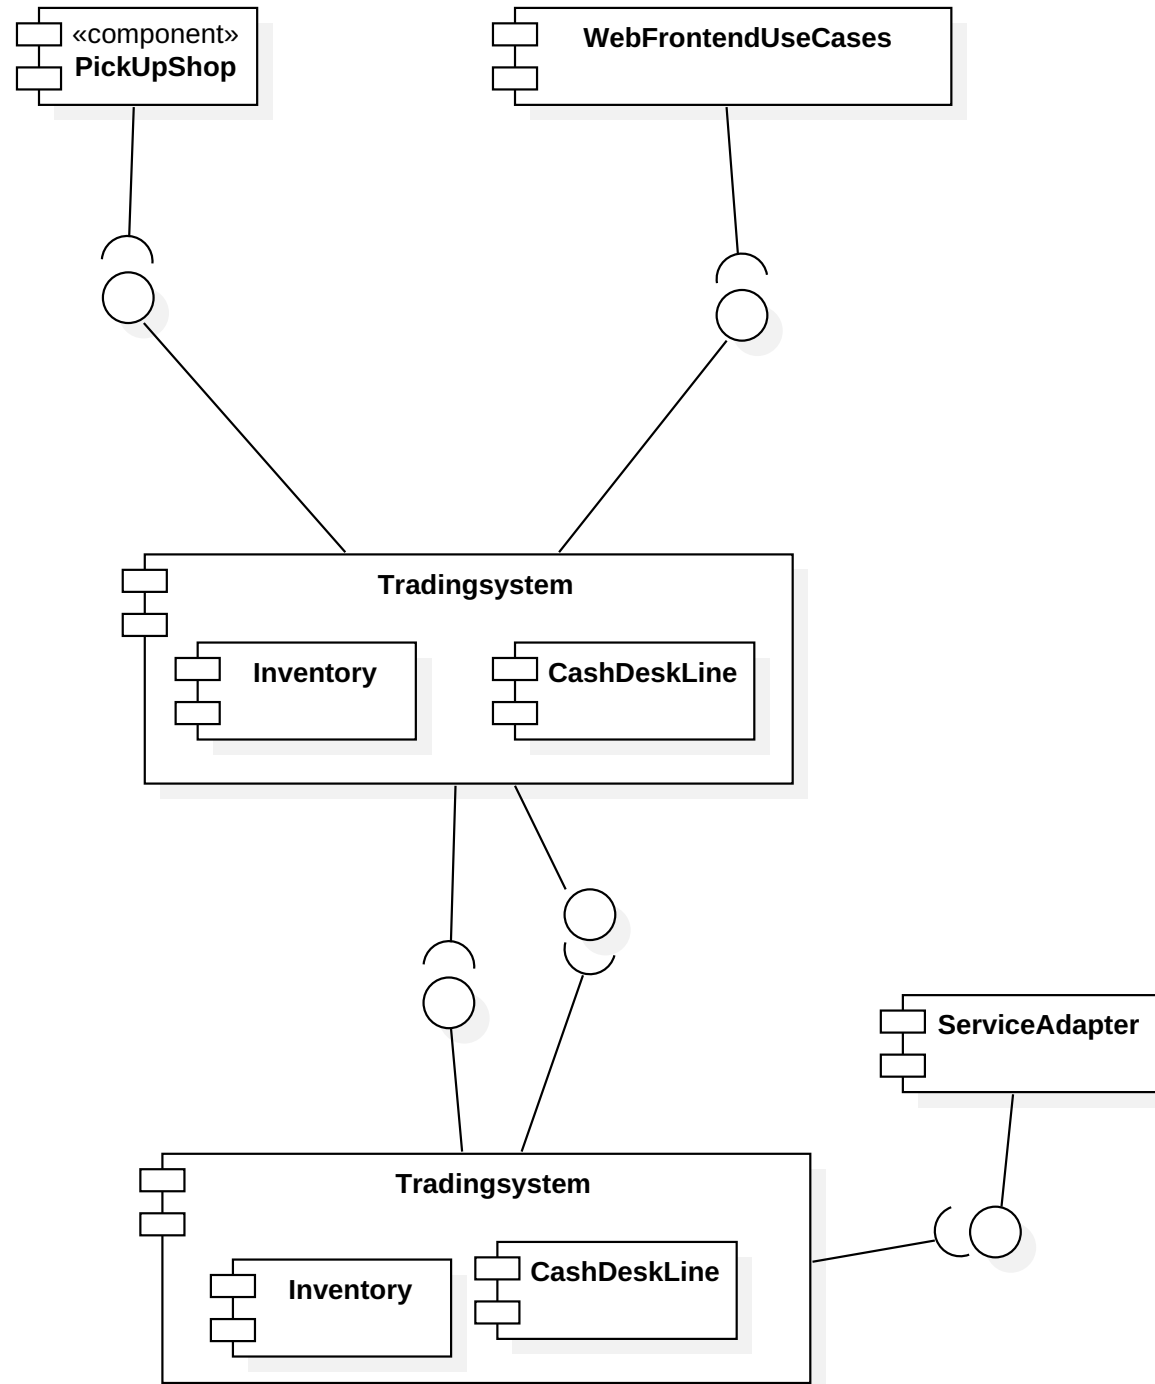 «component»
PickUpShop
WebFrontendUseCases
Tradingsystem
Inventory
CashDeskLine
ServiceAdapter
Tradingsystem
Inventory
CashDeskLine